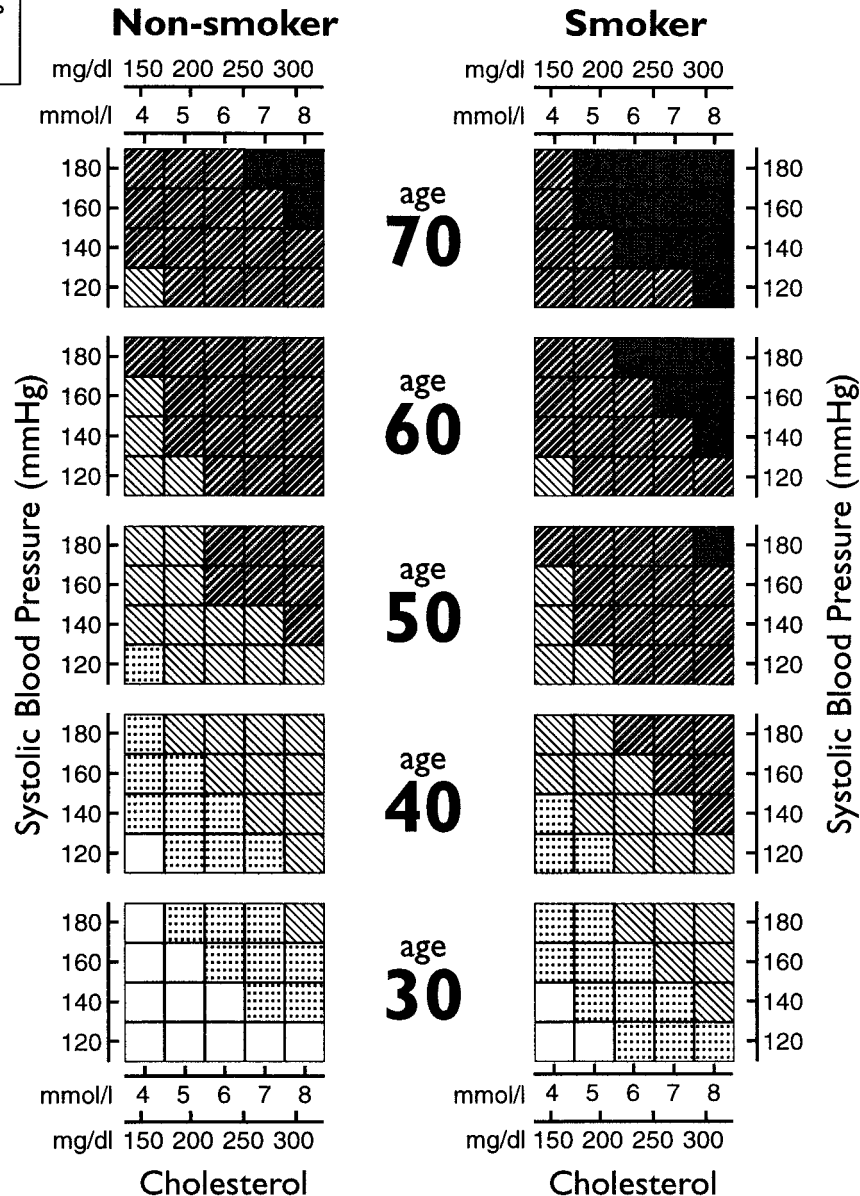 Non-smoker Smoker
mg/dl 150 200 250 300 mg/dl 150 200 250 300
mmol/l 4 5 6 7 8 mmol/l 4 5 6 7 8
180 180
160 age 160
140 70 140
120 120
180 180
160 age 160
140 60 140
120 120
Systolic Blood Pressure (mmHg) Systolic Blood Pressure (mmHg)
180 180
160 age 160
140 50 140
120 120
180 180
160 age 160
140 40 140
120 120
180 180
160 age 160
140 30 140
120 120
mmol/l 4 5 6 7 8 mmol/l 4 5 6 7 8
mg/dl 150 200 250 300 mg/dl 150 200 250 300
Cholesterol Cholesterol